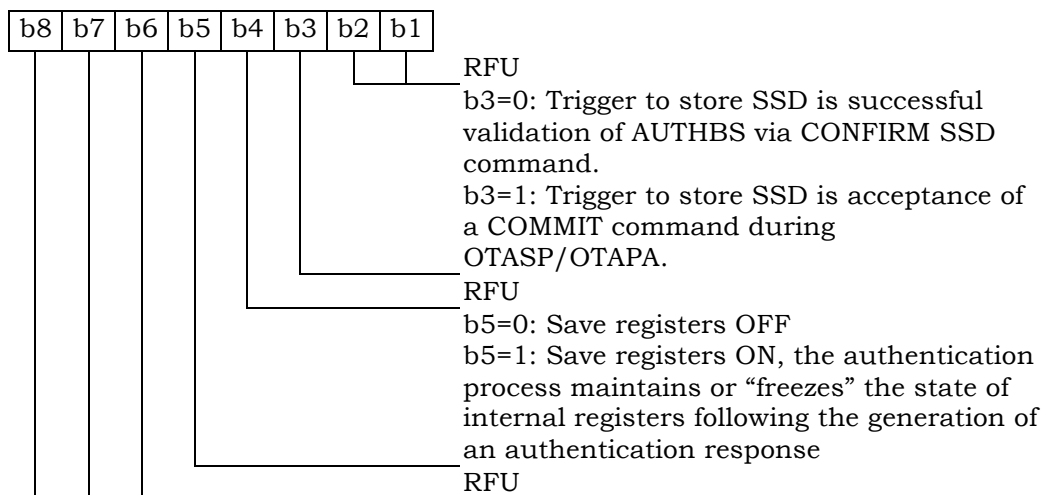 b8 b7 b6 b5 b4 b3 b2 b1
RFU
b3=0: Trigger to store SSD is successful
validation of AUTHBS via CONFIRM SSD
command.
b3=1: Trigger to store SSD is acceptance of
a COMMIT command during
OTASP/OTAPA.
RFU
b5=0: Save registers OFF
b5=1: Save registers ON, the authentication
process maintains or “freezes” the state of
internal registers following the generation of
an authentication response
RFU